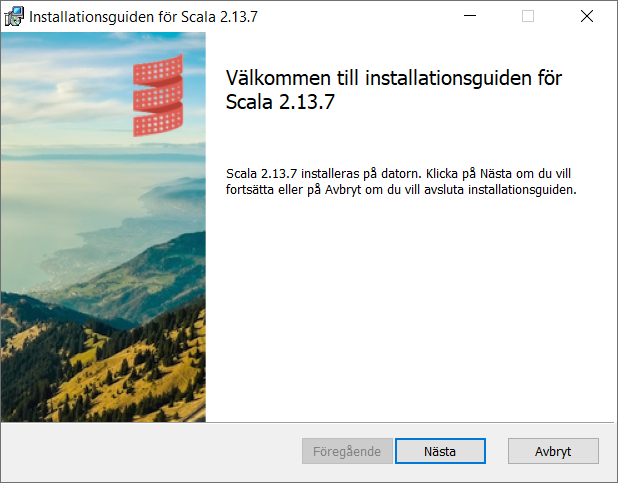 Installationsguiden för Scala 2.13.7
Välkommen till installationsguiden för
Scala 2.13.7
Scala 2.13.7 installeras på datorn. Klicka på Nästa om du vill
fortsätta eller på Avbryt om du vill avsluta installationsguiden.
Föregående
Nästa
Avbryt